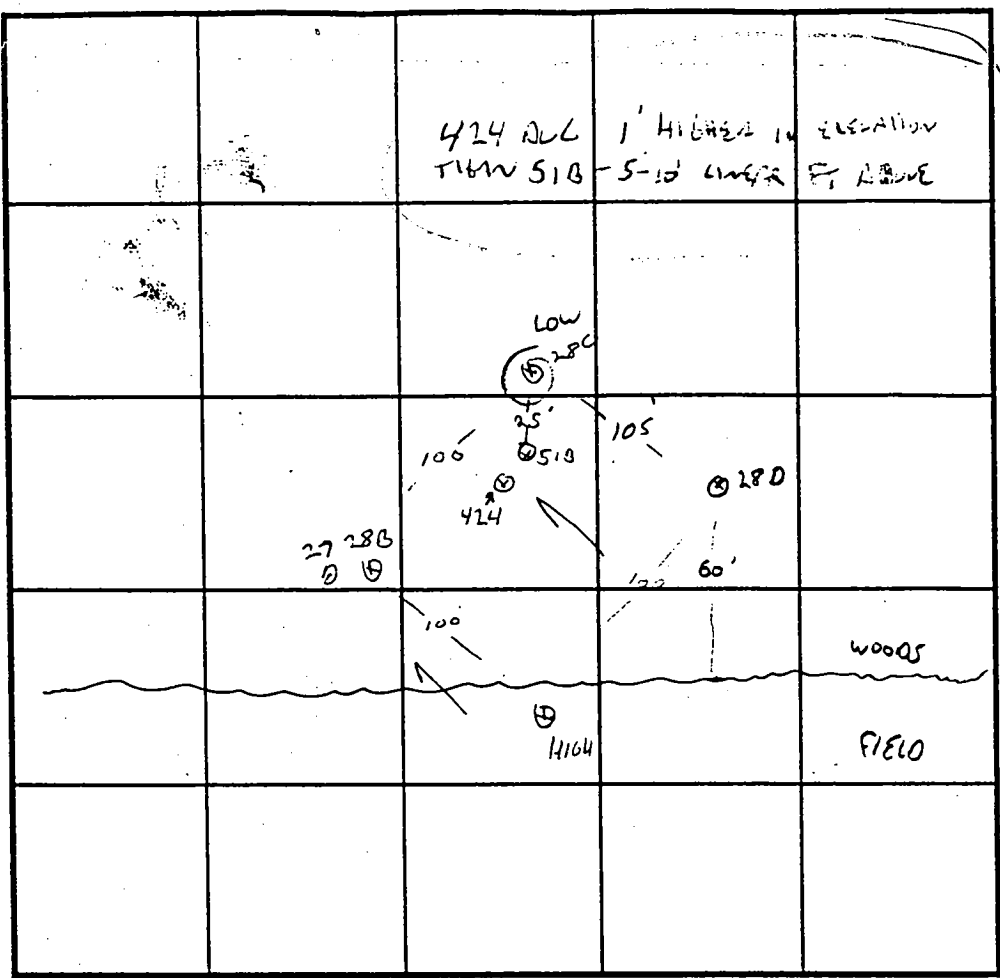 424 1' HIGHER IN ELEVATION
THAN 51B - 5-10' LINEAR FT ABOVE
LOW
28C
25'
105'
100
51B
28D
424
27 28B
60'
100
100
WOODS
HIGH
FIELD